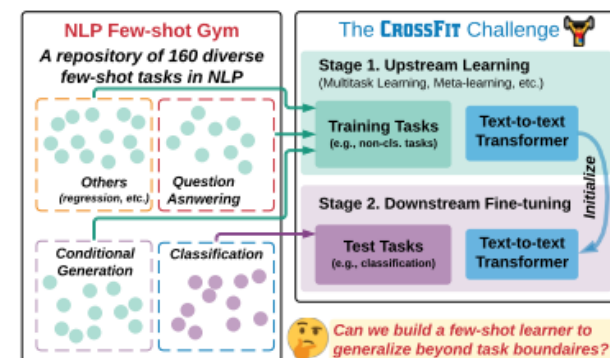 NLP Few-shot Gym
A repository of 160 diverse
few-shot tasks in NLP
Others
(regression, etc.)
Question
Asnwering
Conditional
Generation
Classification
The CROSSFIT Challenge
Stage 1. Upstream Learning
(Multitask Learning, Meta-learning, etc.)
Training Tasks
(e.g., non-cls. tasks)
Text-to-text
Transformer
Initialize
Stage 2. Downstream Fine-tuning
Test Tasks
(e.g., classification)
Text-to-text
Transformer
Can we build a few-shot learner to
generalize beyond task boundaires?